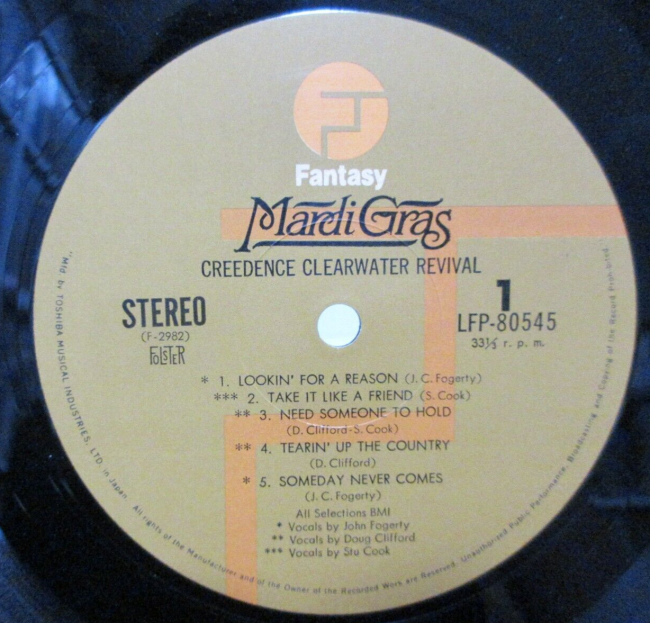 Fantasy
Mardi Gras
CREEDENCE CLEARWATER REVIVAL
STEREO
(F-2982)
FOLSTER
1
LFP-80545
33⅓ r. p. m.
* 1. LOOKIN' FOR A REASON (J. C. Fogerty)
*** 2. TAKE IT LIKE A FRIEND (S. Cook)
** 3. NEED SOMEONE TO HOLD
(D. Clifford-S. Cook)
** 4. TEARIN' UP THE COUNTRY
(D. Clifford)
* 5. SOMEDAY NEVER COMES
(J. C. Fogerty)
All Selections BMI
* Vocals by John Fogerty
** Vocals by Doug Clifford
*** Vocals by Stu Cook
"Mfd. by TOSHIBA MUSICAL INDUSTRIES, LTD. in Japan. All rights of the Manufacturer and of the Owner of the Recorded Work are Reserved. Unauthorized Public Performance, Broadcasting and Copying of the Record Prohibited.